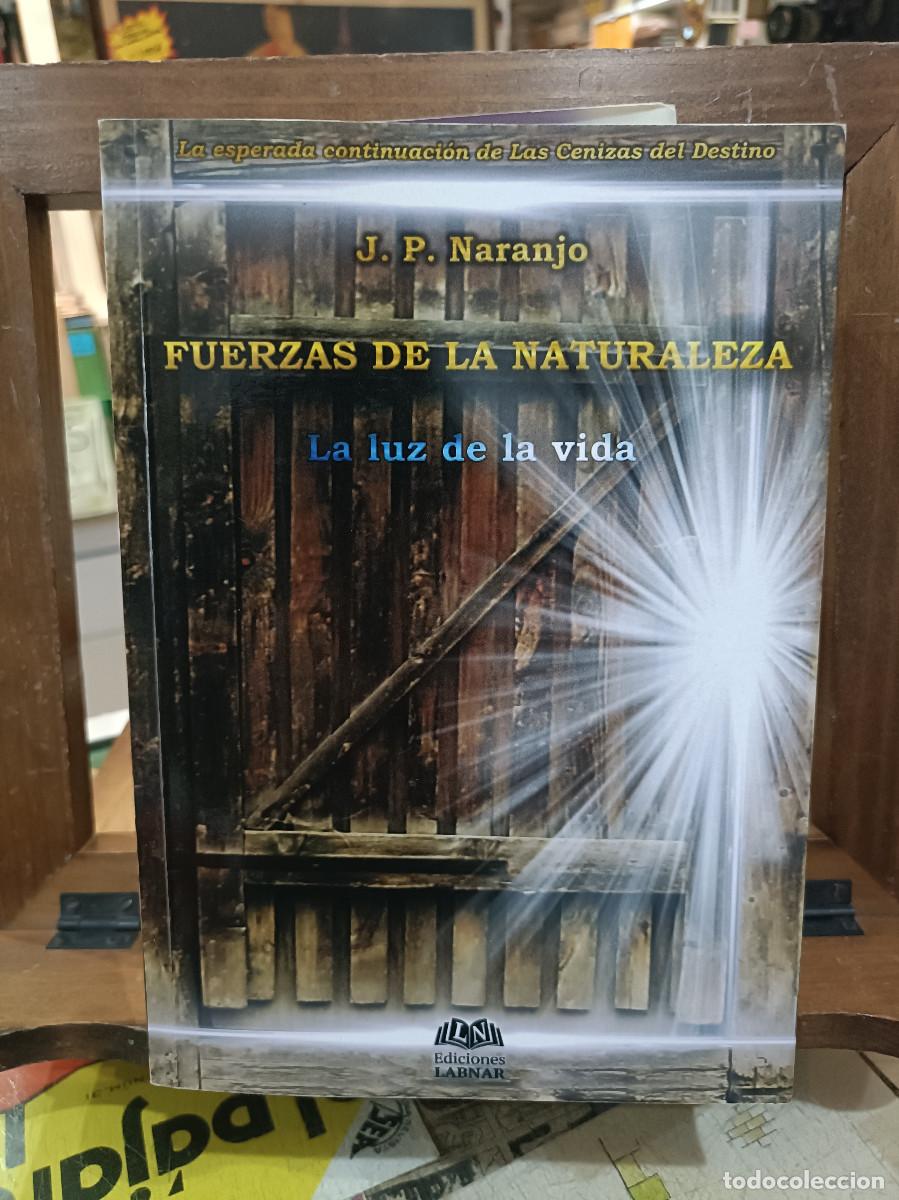 La esperada continuación de Las Cenizas del Destino
J. P. Naranjo
FUERZAS DE LA NATURALEZA
La luz de la vida
LN
Ediciones
LABNAR
todocoleccion